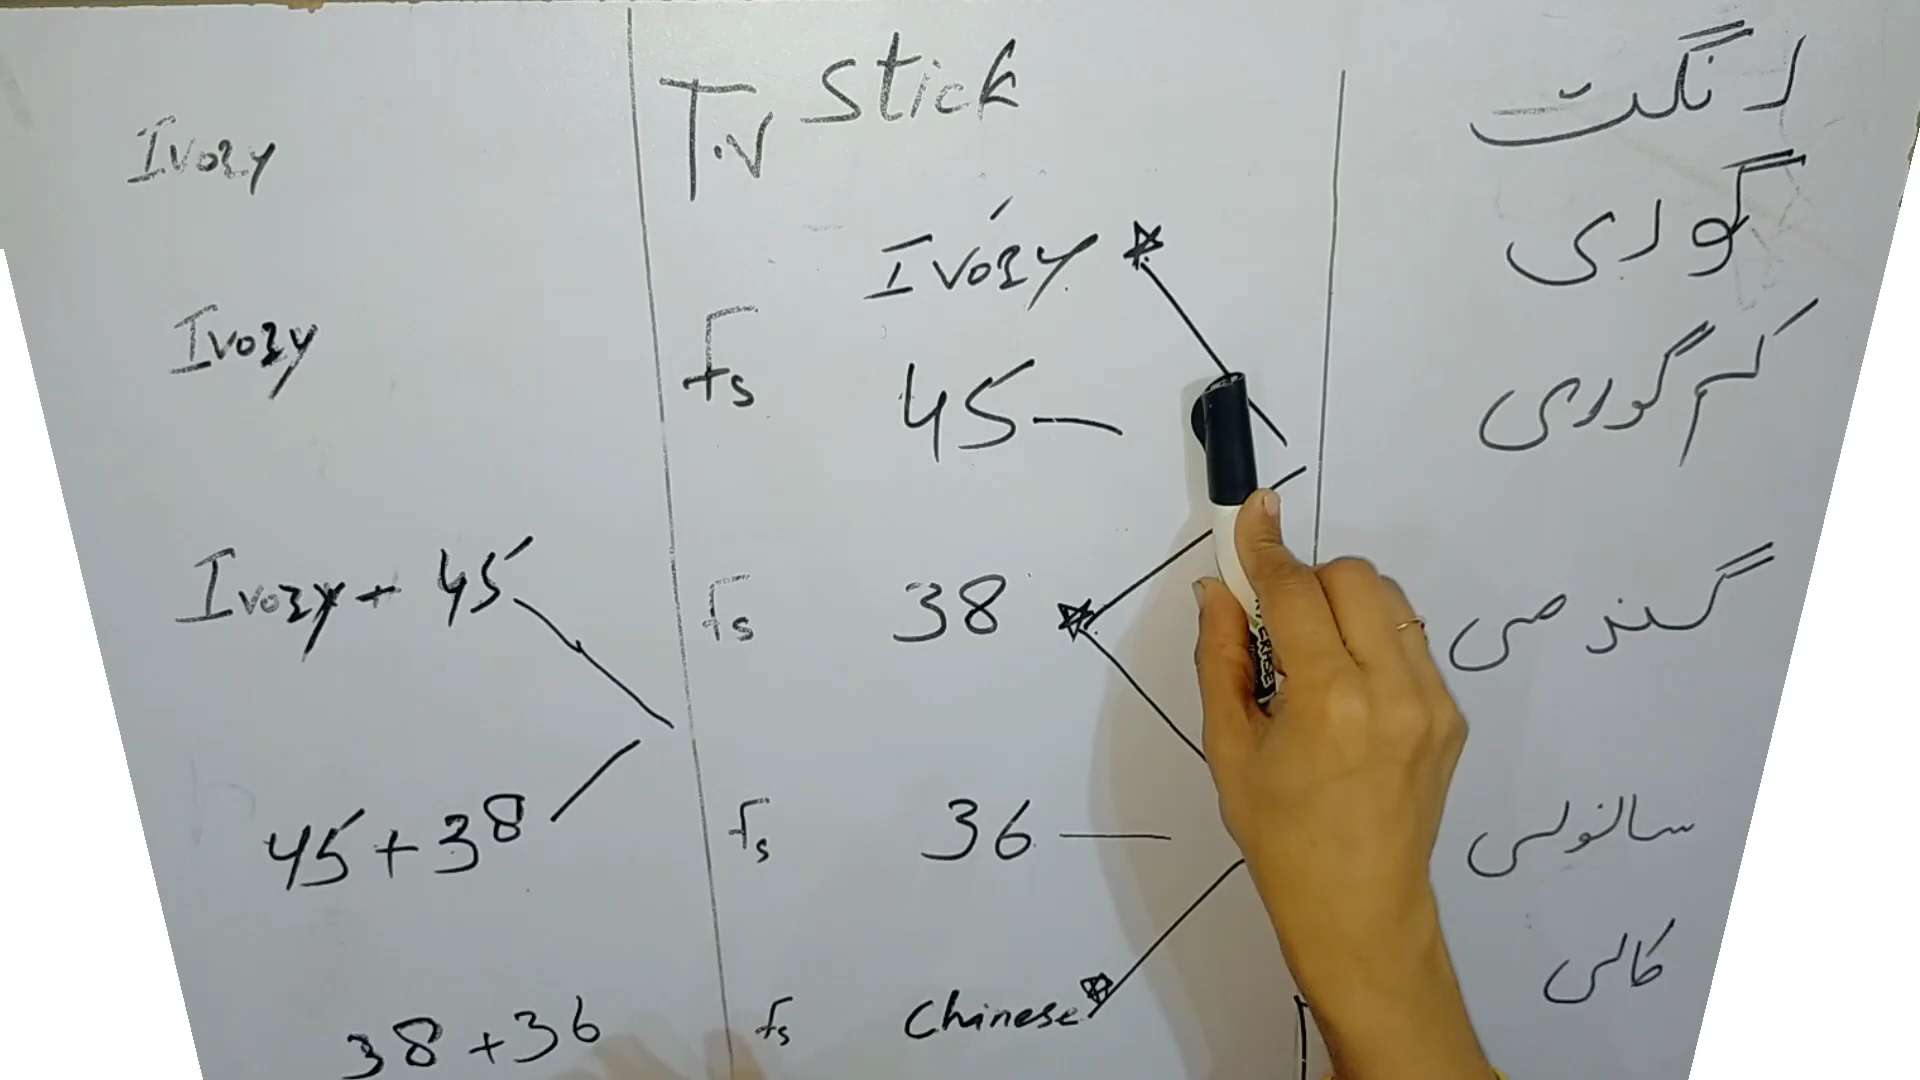 T.V Stick
رنگت
Ivory
Ivory
گوری
Ivory
Fs
45
کم گوری
Ivory + 45
Fs
38
گندمی
45 + 38
Fs
36
سانولی
38 + 36
Fs
Chinese
کالی